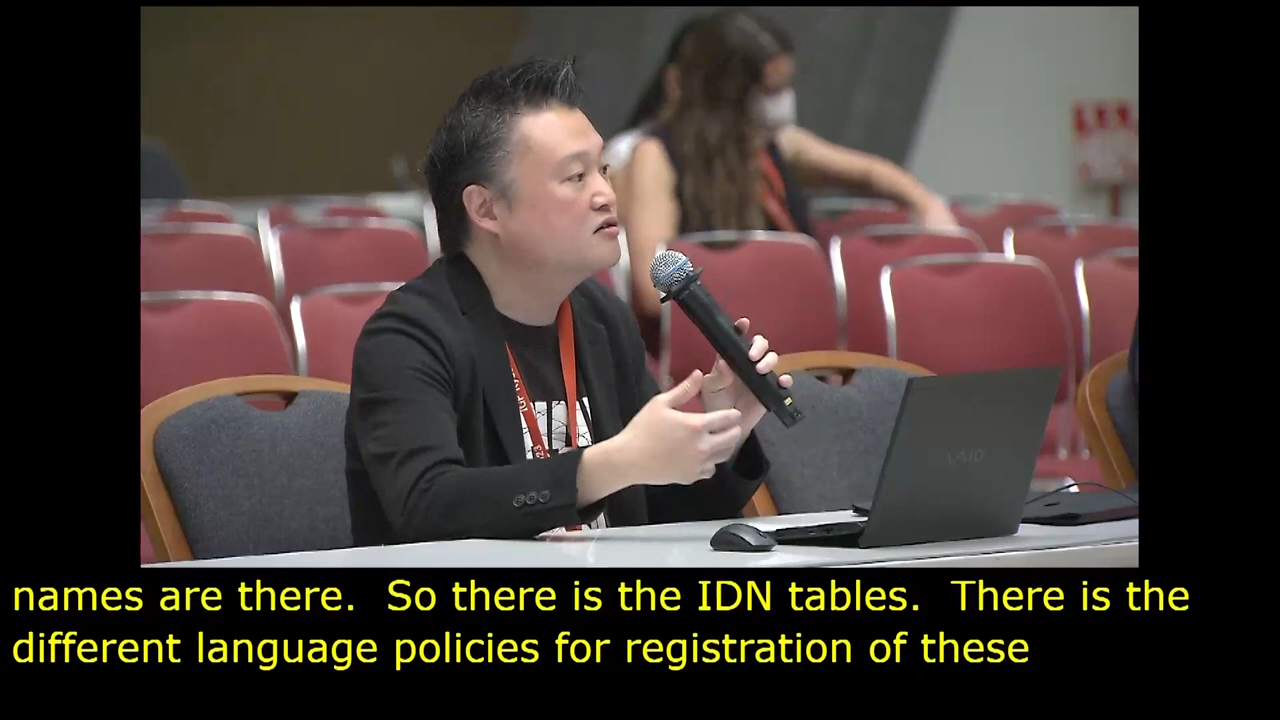 VAIO
names are there.  So there is the IDN tables.  There is the
different language policies for registration of these